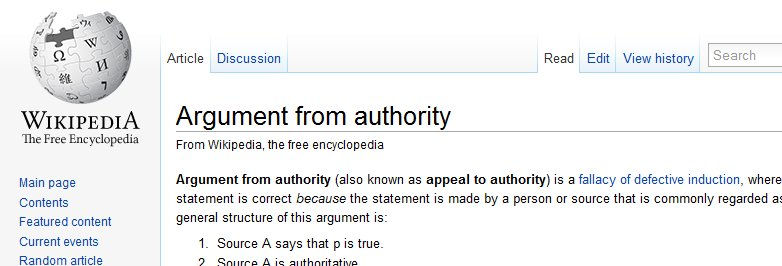 Ω W И 維
WIKIPEDIA
The Free Encyclopedia
Main page
Contents
Featured content
Current events
Random article
Article Discussion Read Edit View history Search
Argument from authority
From Wikipedia, the free encyclopedia
Argument from authority (also known as appeal to authority) is a fallacy of defective induction, where
statement is correct because the statement is made by a person or source that is commonly regarded as
general structure of this argument is:
1. Source A says that p is true.
2. Source A is authoritative.